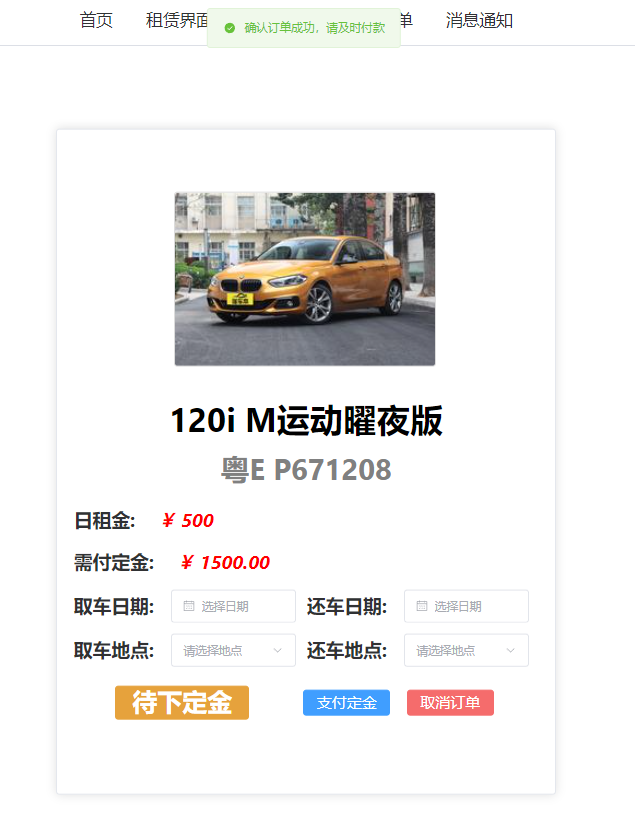 首页 租赁界面 单 消息通知
确认订单成功，请及时付款
120i M运动曜夜版
粤E P671208
日租金: ￥ 500
需付定金: ￥ 1500.00
取车日期: 选择日期 还车日期: 选择日期
取车地点: 请选择地点 还车地点: 请选择地点
待下定金 支付定金 取消订单